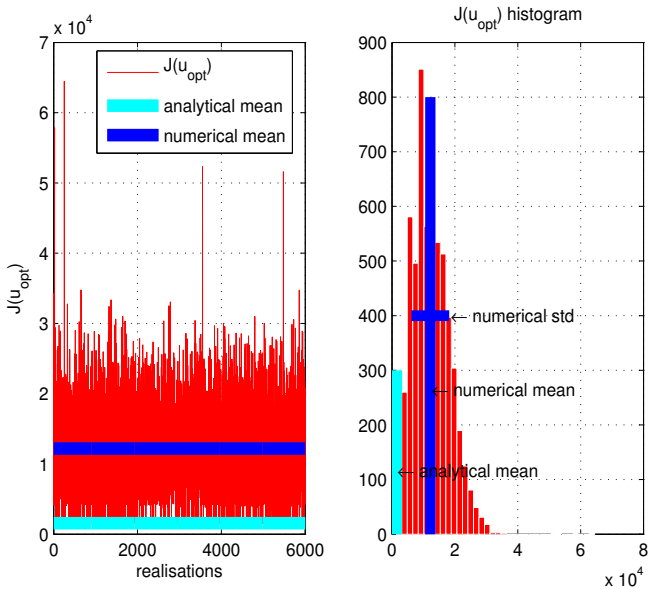 x 10^4
7
6
5
4
3
2
1
0
0 2000 4000 6000
J(u_opt)
realisations
J(u_opt)
analytical mean
numerical mean
J(u_opt) histogram
900
800
700
600
500
400
300
200
100
0
0 2 4 6 8
x 10^4
← numerical std
← numerical mean
← analytical mean